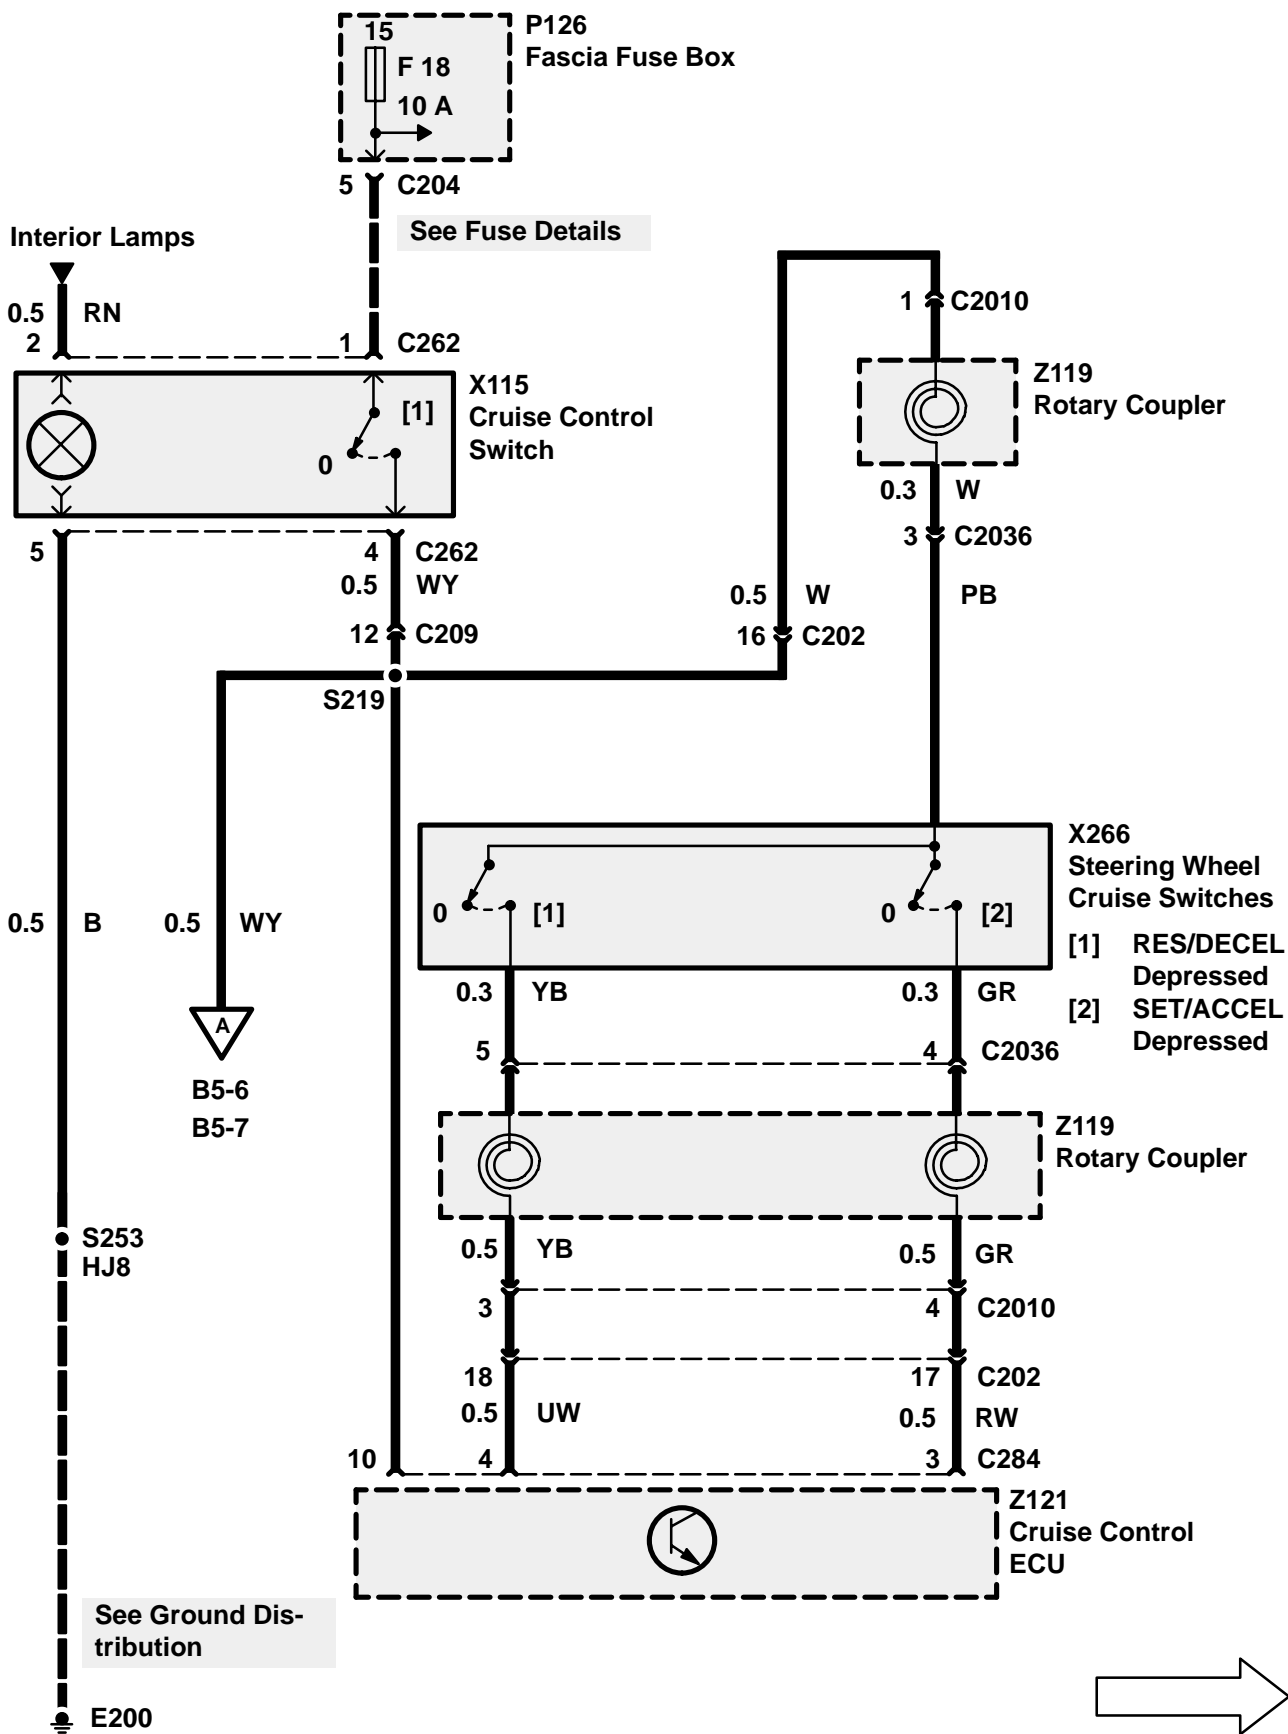 P126
Fascia Fuse Box
15
F 18
10 A
5 C204
See Fuse Details
Interior Lamps
0.5 RN
2 1 C262
1 C2010
X115
Cruise Control
Switch
[1]
0
Z119
Rotary Coupler
0.3 W
3 C2036
5 4 C262
0.5 WY
12 C209
0.5 W
PB
16 C202
S219
X266
Steering Wheel
Cruise Switches
0 [1] 0 [2]
[1] RES/DECEL
Depressed
[2] SET/ACCEL
Depressed
0.5 B 0.5 WY
A
B5-6
B5-7
0.3 YB 0.3 GR
5 4 C2036
Z119
Rotary Coupler
S253
HJ8
0.5 YB 0.5 GR
3 4 C2010
18 17 C202
0.5 UW 0.5 RW
10 4 3 C284
Z121
Cruise Control
ECU
See Ground Dis-
tribution
E200